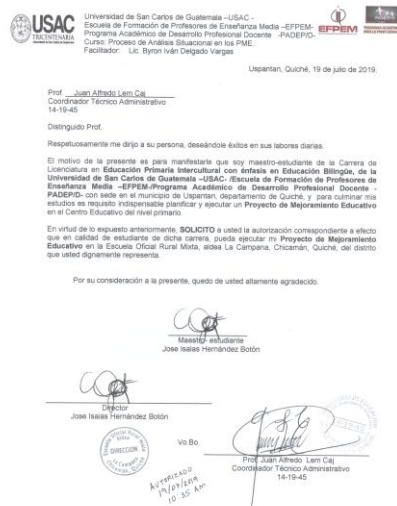 USAC
TRICENTENARIA
Universidad de San Carlos de Guatemala –USAC -
Escuela de Formación de Profesores de Enseñanza Media –EFPEM-
Programa Académico de Desarrollo Profesional Docente -PADEP/D-
Curso: Proceso de Análisis Situacional en los PME.
Facilitador: Lic. Byron Iván Delgado Vargas
EFPEM
Uspantan, Quiché, 19 de julio de 2019.
Prof. Juan Alfredo Lem Caj
Coordinador Técnico Administrativo
14-19-45
Distinguido Prof.
Respetuosamente me dirijo a su persona, deseándole éxitos en sus labores diarias.
El motivo de la presente es para manifestarle que soy maestro-estudiante de la Carrera de
Licenciatura en Educación Primaria Intercultural con énfasis en Educación Bilingüe, de la
Universidad de San Carlos de Guatemala –USAC- /Escuela de Formación de Profesores de
Enseñanza Media –EFPEM-/Programa Académico de Desarrollo Profesional Docente -
PADEP/D- con sede en el municipio de Uspantan, departamento de Quiché, y para culminar mis
estudios es requisito indispensable planificar y ejecutar un Proyecto de Mejoramiento Educativo
en el Centro Educativo del nivel primario.
En virtud de lo expuesto anteriormente, SOLICITO a usted la autorización correspondiente a efecto
que en calidad de estudiante de dicha carrera, pueda ejecutar mi Proyecto de Mejoramiento
Educativo en la Escuela Oficial Rural Mixta, aldea La Campana, Chicamán, Quiché, del distrito
que usted dignamente representa.
Por su consideración a la presente, quedo de usted altamente agradecido.
Maestro- estudiante
Jose Isaias Hernández Botón
Director
Jose Isaias Hernández Botón
Escuela Oficial Rural Mixta
DIRECCION
La Campana
Chicamán, Quiché
Vo.Bo.
Prof. Juan Alfredo Lem Caj
Coordinador Técnico Administrativo
14-19-45
AUTORIZADO
19/07/2019
10:35 AM